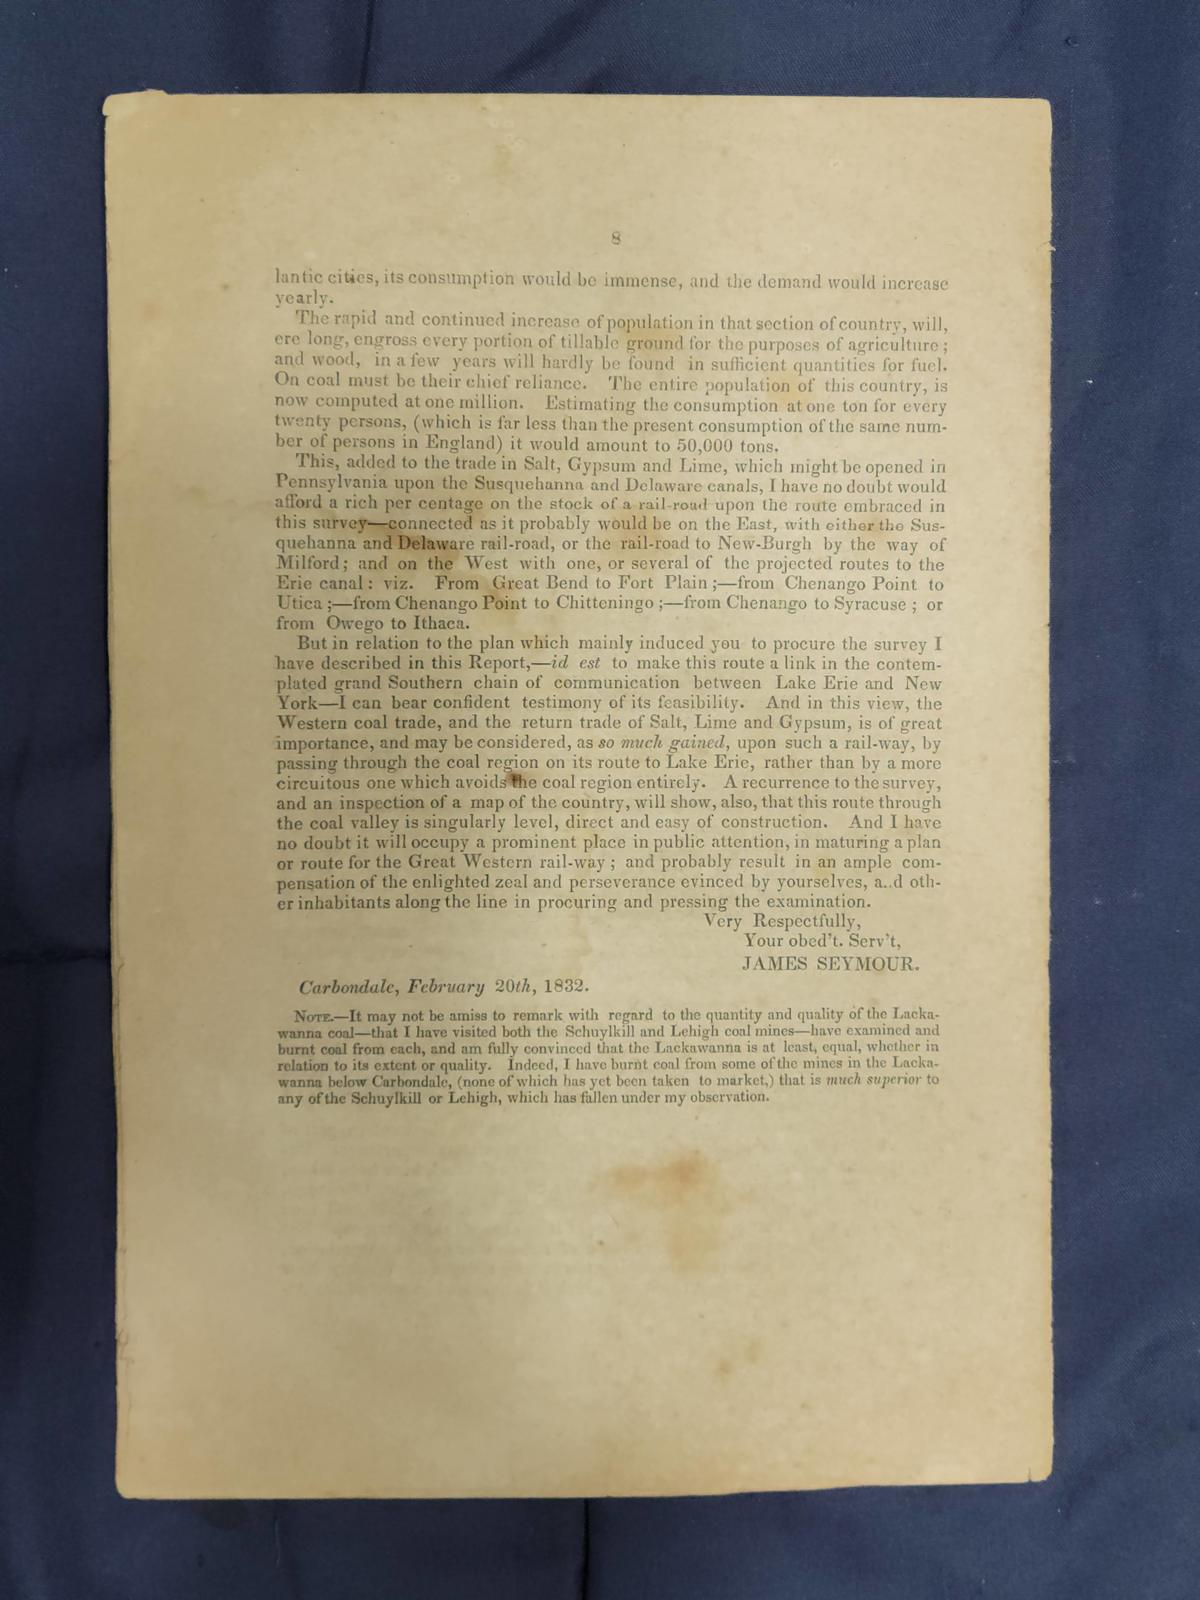 8
lantic cities, its consumption would be immense, and the demand would increase
yearly.
The rapid and continued increase of population in that section of country, will,
ere long, engross every portion of tillable ground for the purposes of agriculture;
and wood, in a few years will hardly be found in sufficient quantities for fuel.
On coal must be their chief reliance. The entire population of this country, is
now computed at one million. Estimating the consumption at one ton for every
twenty persons, (which is far less than the present consumption of the same num-
ber of persons in England) it would amount to 50,000 tons.
This, added to the trade in Salt, Gypsum and Lime, which might be opened in
Pennsylvania upon the Susquehanna and Delaware canals, I have no doubt would
afford a rich per centage on the stock of a rail-road upon the route embraced in
this survey—connected as it probably would be on the East, with either the Sus-
quehanna and Delaware rail-road, or the rail-road to New-Burgh by the way of
Milford; and on the West with one, or several of the projected routes to the
Erie canal: viz. From Great Bend to Fort Plain;—from Chenango Point to
Utica;—from Chenango Point to Chitteningo;—from Chenango to Syracuse; or
from Owego to Ithaca.
But in relation to the plan which mainly induced you to procure the survey I
have described in this Report,—id est to make this route a link in the contem-
plated grand Southern chain of communication between Lake Erie and New
York—I can bear confident testimony of its feasibility. And in this view, the
Western coal trade, and the return trade of Salt, Lime and Gypsum, is of great
importance, and may be considered, as so much gained, upon such a rail-way, by
passing through the coal region on its route to Lake Erie, rather than by a more
circuitous one which avoids the coal region entirely. A recurrence to the survey,
and an inspection of a map of the country, will show, also, that this route through
the coal valley is singularly level, direct and easy of construction. And I have
no doubt it will occupy a prominent place in public attention, in maturing a plan
or route for the Great Western rail-way; and probably result in an ample com-
pensation of the enlighted zeal and perseverance evinced by yourselves, a..d oth-
er inhabitants along the line in procuring and pressing the examination.
Very Respectfully,
Your obed't. Serv't,
JAMES SEYMOUR.
Carbondale, February 20th, 1832.
NOTE.—It may not be amiss to remark with regard to the quantity and quality of the Lacka-
wanna coal—that I have visited both the Schuylkill and Lehigh coal mines—have examined and
burnt coal from each, and am fully convinced that the Lackawanna is at least, equal, whether in
relation to its extent or quality. Indeed, I have burnt coal from some of the mines in the Lacka-
wanna below Carbondale, (none of which has yet been taken to market,) that is much superior to
any of the Schuylkill or Lehigh, which has fallen under my observation.